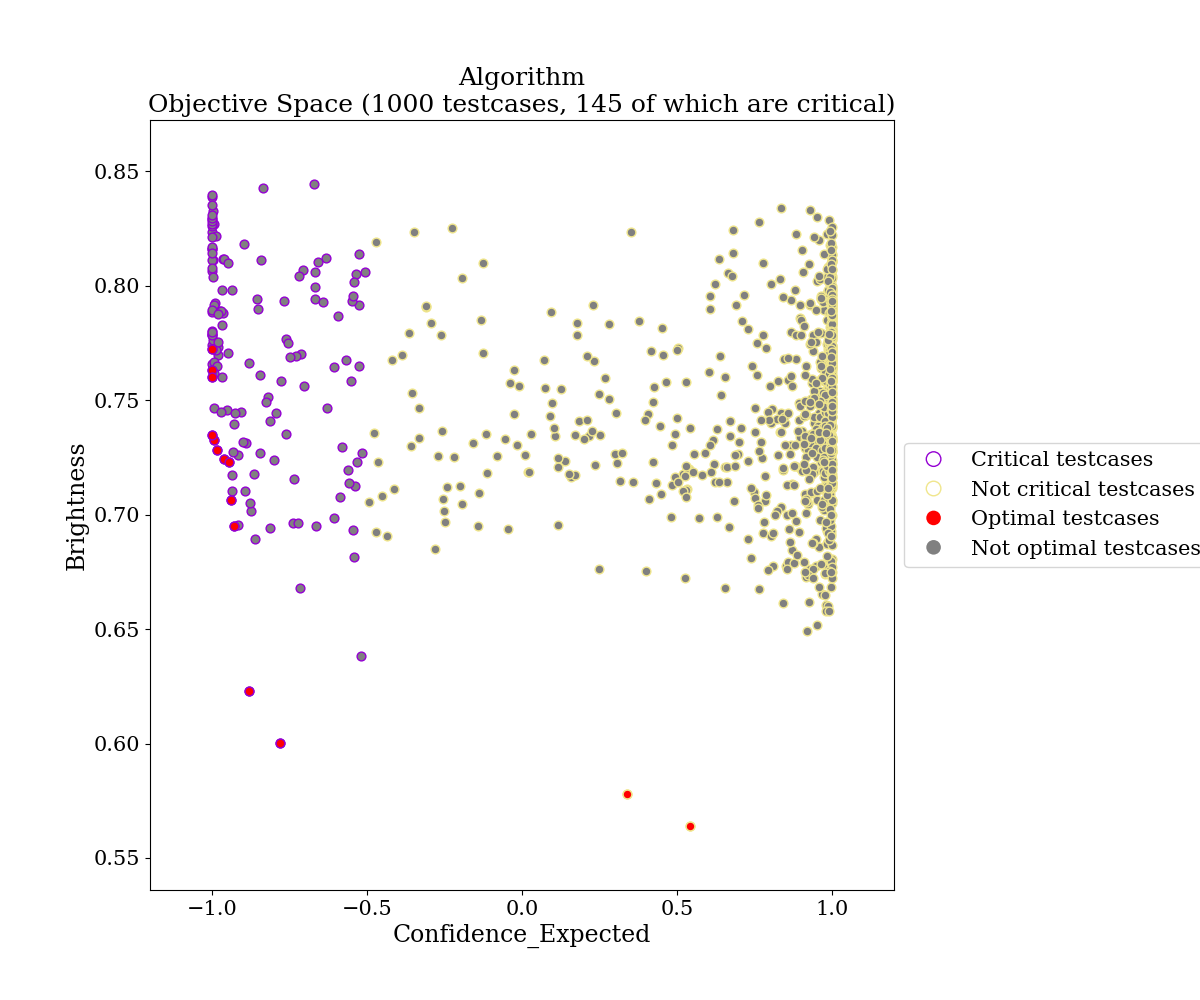 Algorithm
Objective Space (1000 testcases, 145 of which are critical)
0.85
0.80
0.75
0.70
0.65
0.60
0.55
Brightness
−1.0
−0.5
0.0
0.5
1.0
Confidence_Expected
Critical testcases
Not critical testcases
Optimal testcases
Not optimal testcases